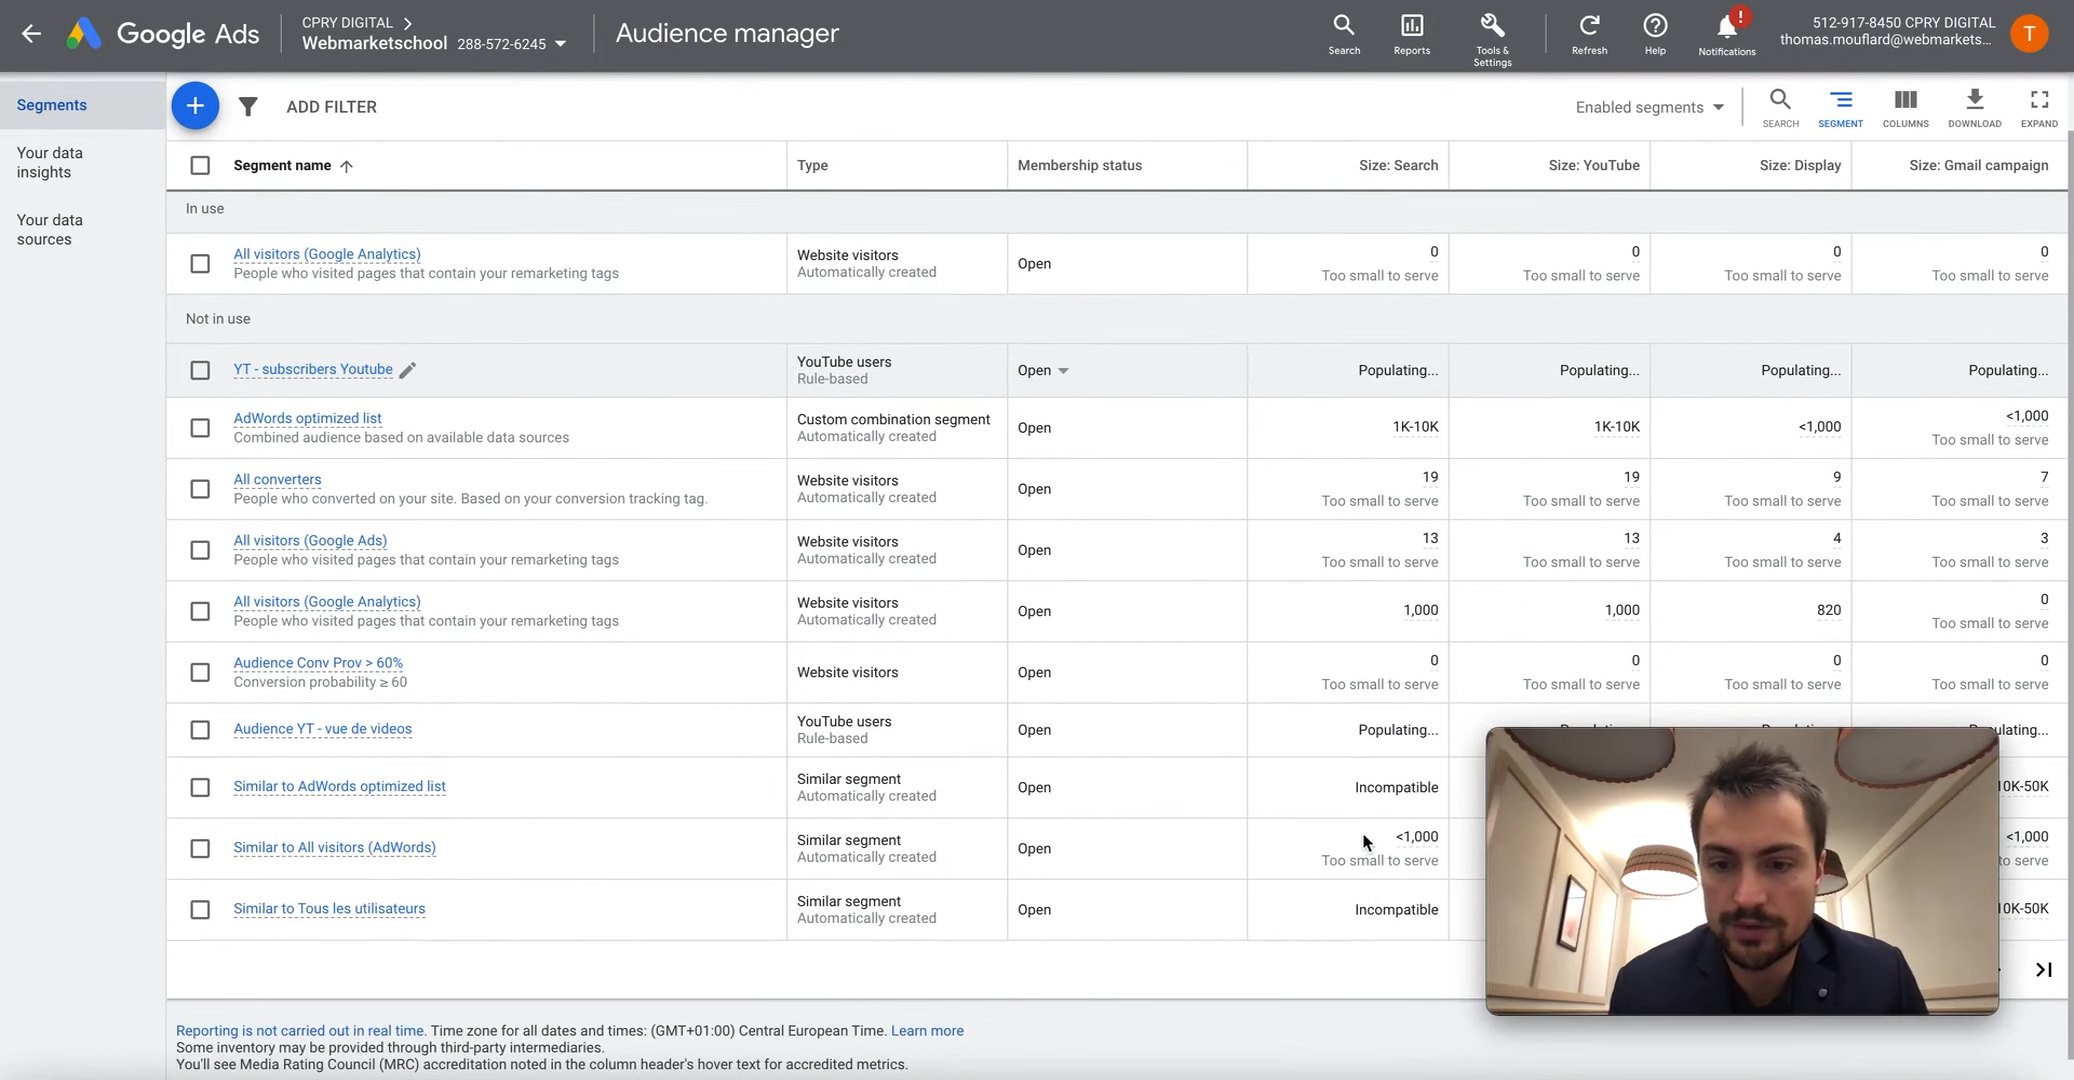 Google Ads
CPRY DIGITAL
Webmarketschool 288-572-6245
Audience manager
Search
Reports
Tools & Settings
Refresh
Help
!
Notifications
512-917-8450 CPRY DIGITAL
thomas.mouflard@webmarkets...
T
Segments
Your data insights
Your data sources
ADD FILTER
Enabled segments
SEARCH
SEGMENT
COLUMNS
DOWNLOAD
EXPAND
Segment name Type Membership status Size: Search Size: YouTube Size: Display Size: Gmail campaign
In use
All visitors (Google Analytics) Website visitors Open 0 0 0 0
People who visited pages that contain your remarketing tags Automatically created Too small to serve Too small to serve Too small to serve Too small to serve
Not in use
YT - subscribers Youtube YouTube users Open Populating... Populating... Populating... Populating...
Rule-based
AdWords optimized list Custom combination segment Open 1K-10K 1K-10K <1,000 <1,000
Combined audience based on available data sources Automatically created Too small to serve
All converters Website visitors Open 19 19 9 7
People who converted on your site. Based on your conversion tracking tag. Automatically created Too small to serve Too small to serve Too small to serve Too small to serve
All visitors (Google Ads) Website visitors Open 13 13 4 3
People who visited pages that contain your remarketing tags Automatically created Too small to serve Too small to serve Too small to serve Too small to serve
All visitors (Google Analytics) Website visitors Open 1,000 1,000 820 0
People who visited pages that contain your remarketing tags Automatically created Too small to serve
Audience Conv Prov > 60% Website visitors Open 0 0 0 0
Conversion probability ≥ 60 Too small to serve Too small to serve Too small to serve Too small to serve
Audience YT - vue de videos YouTube users Open Populating...
Rule-based
Similar to AdWords optimized list Similar segment Open Incompatible 10K-50K
Automatically created
Similar to All visitors (AdWords) Similar segment Open <1,000 <1,000
Automatically created Too small to serve to serve
Similar to Tous les utilisateurs Similar segment Open Incompatible 10K-50K
Automatically created
Reporting is not carried out in real time. Time zone for all dates and times: (GMT+01:00) Central European Time. Learn more
Some inventory may be provided through third-party intermediaries.
You'll see Media Rating Council (MRC) accreditation noted in the column header's hover text for accredited metrics.